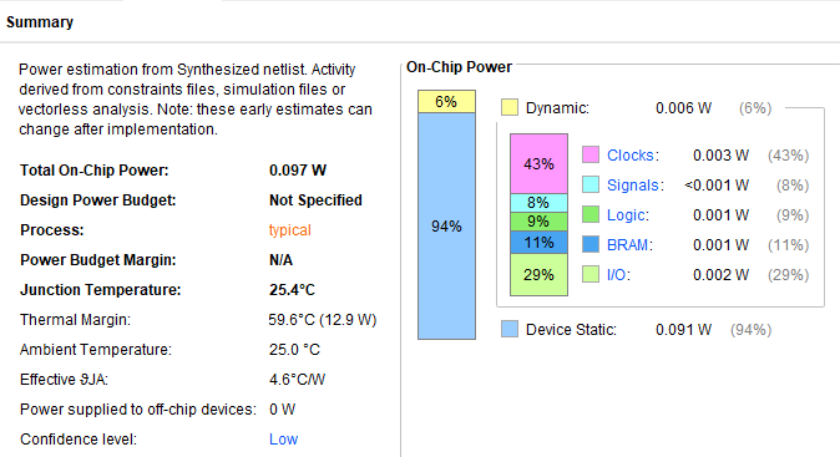 Summary
Power estimation from Synthesized netlist. Activity
derived from constraints files, simulation files or
vectorless analysis. Note: these early estimates can
change after implementation.
Total On-Chip Power: 0.097 W
Design Power Budget: Not Specified
Process: typical
Power Budget Margin: N/A
Junction Temperature: 25.4°C
Thermal Margin: 59.6°C (12.9 W)
Ambient Temperature: 25.0 °C
Effective ϑJA: 4.6°C/W
Power supplied to off-chip devices: 0 W
Confidence level: Low
On-Chip Power
6%
94%
Dynamic: 0.006 W (6%)
43%
8%
9%
11%
29%
Clocks: 0.003 W (43%)
Signals: <0.001 W (8%)
Logic: 0.001 W (9%)
BRAM: 0.001 W (11%)
I/O: 0.002 W (29%)
Device Static: 0.091 W (94%)